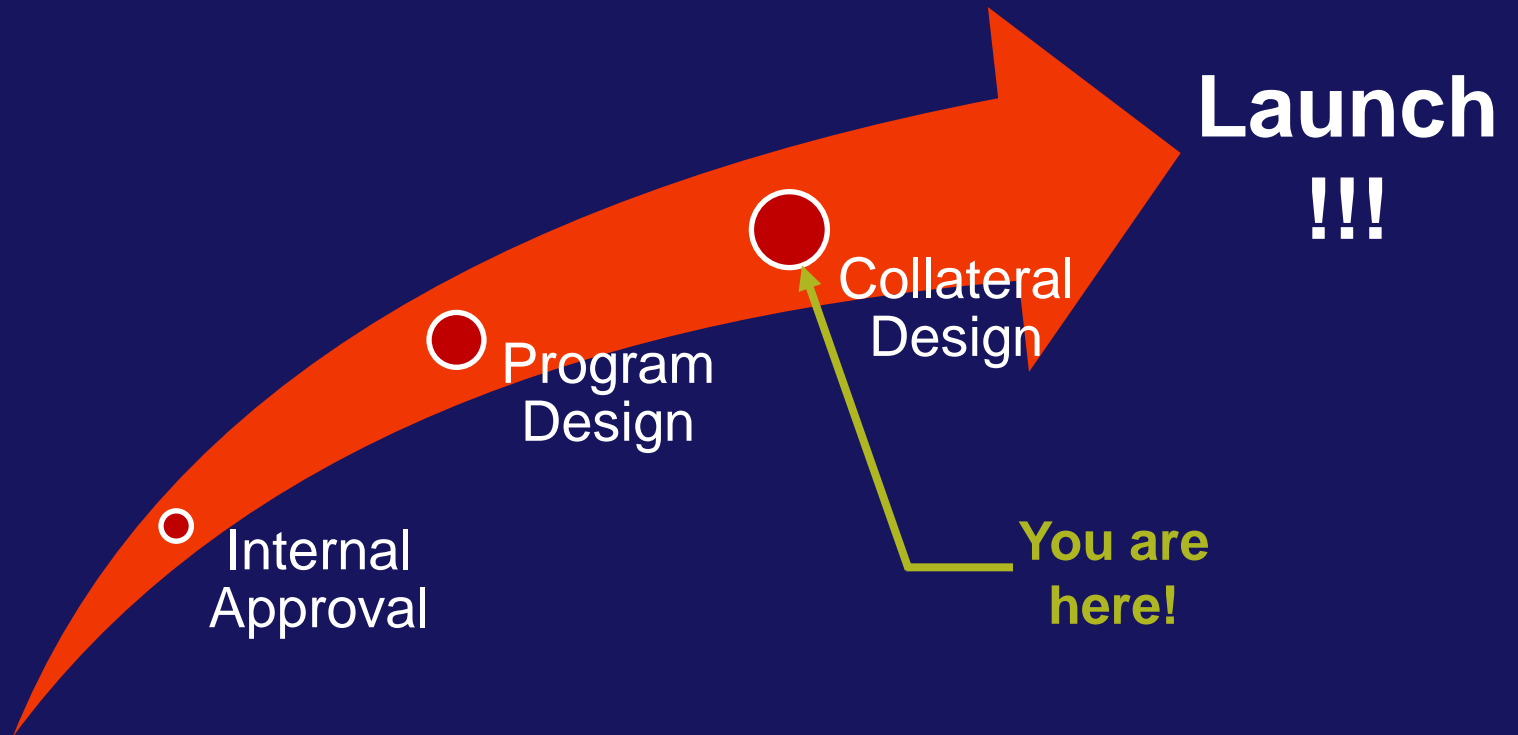 Launch
!!!
Collateral
Design
Program
Design
Internal
Approval
You are
here!